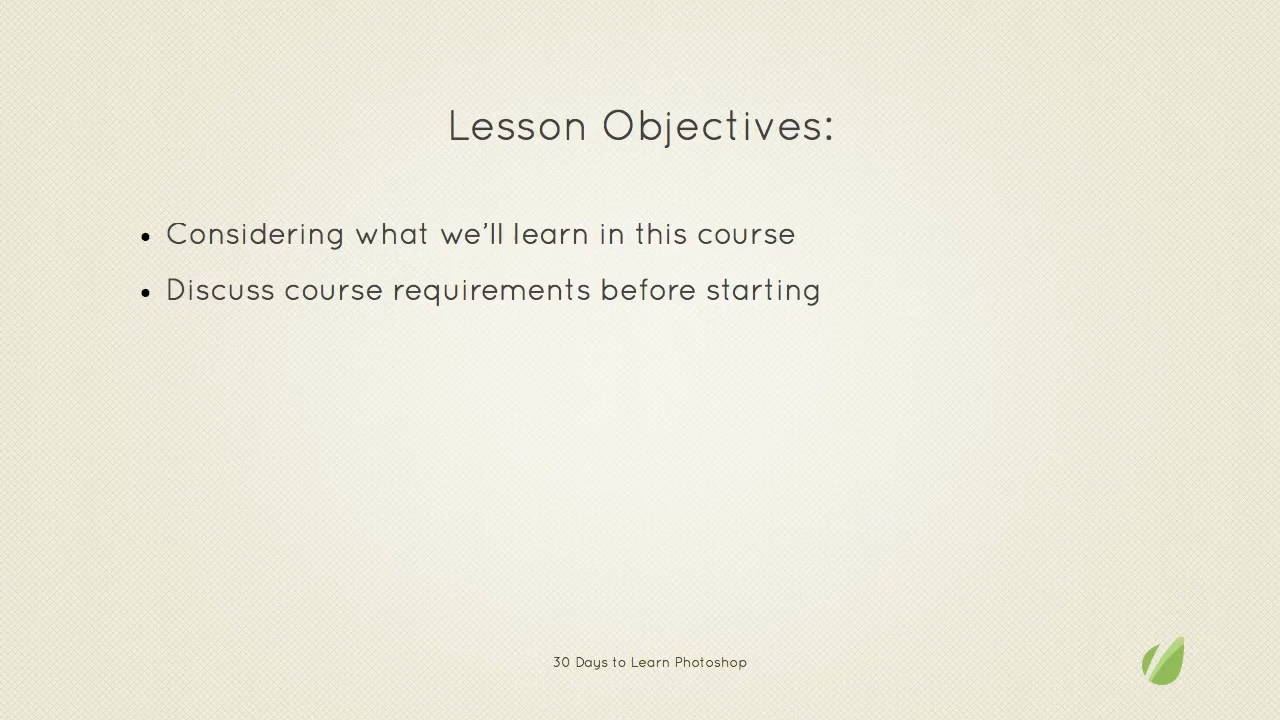 Lesson Objectives:
• Considering what we’ll learn in this course
• Discuss course requirements before starting
30 Days to Learn Photoshop